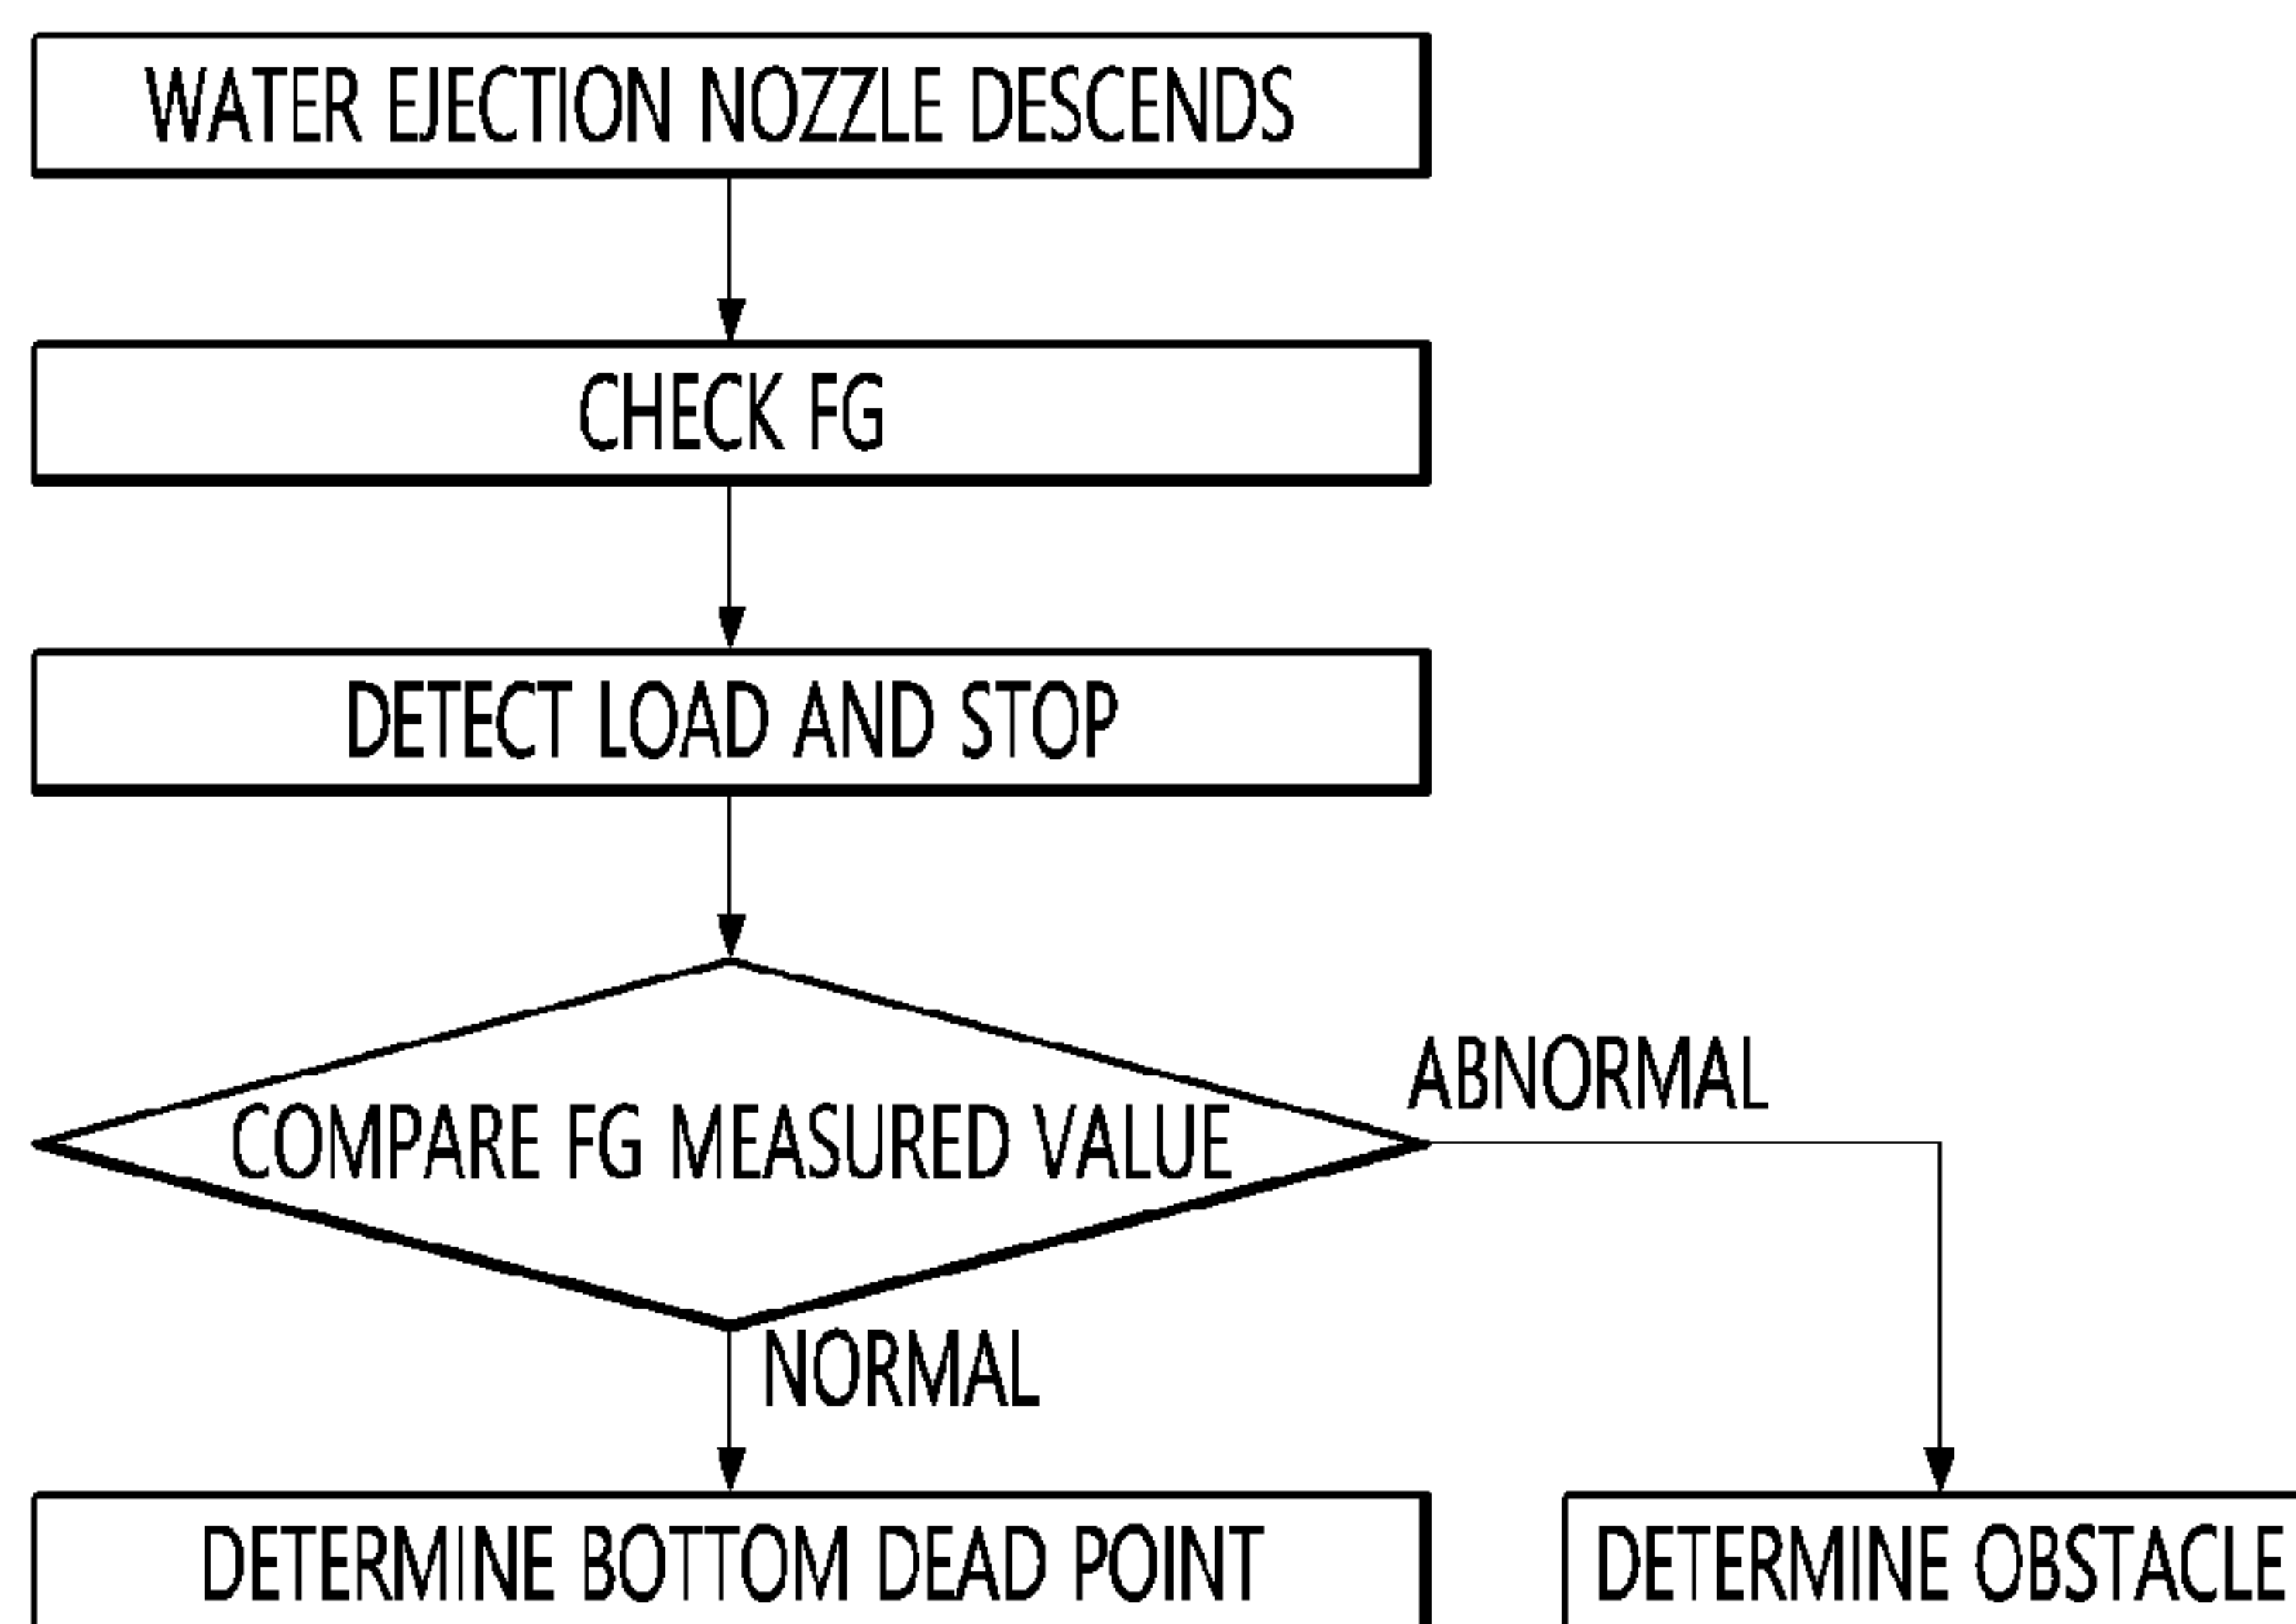 WATER EJECTION NOZZLE DESCENDS
CHECK FG
DETECT LOAD AND STOP
COMPARE FG MEASURED VALUE
ABNORMAL
NORMAL
DETERMINE BOTTOM DEAD POINT
DETERMINE OBSTACLE